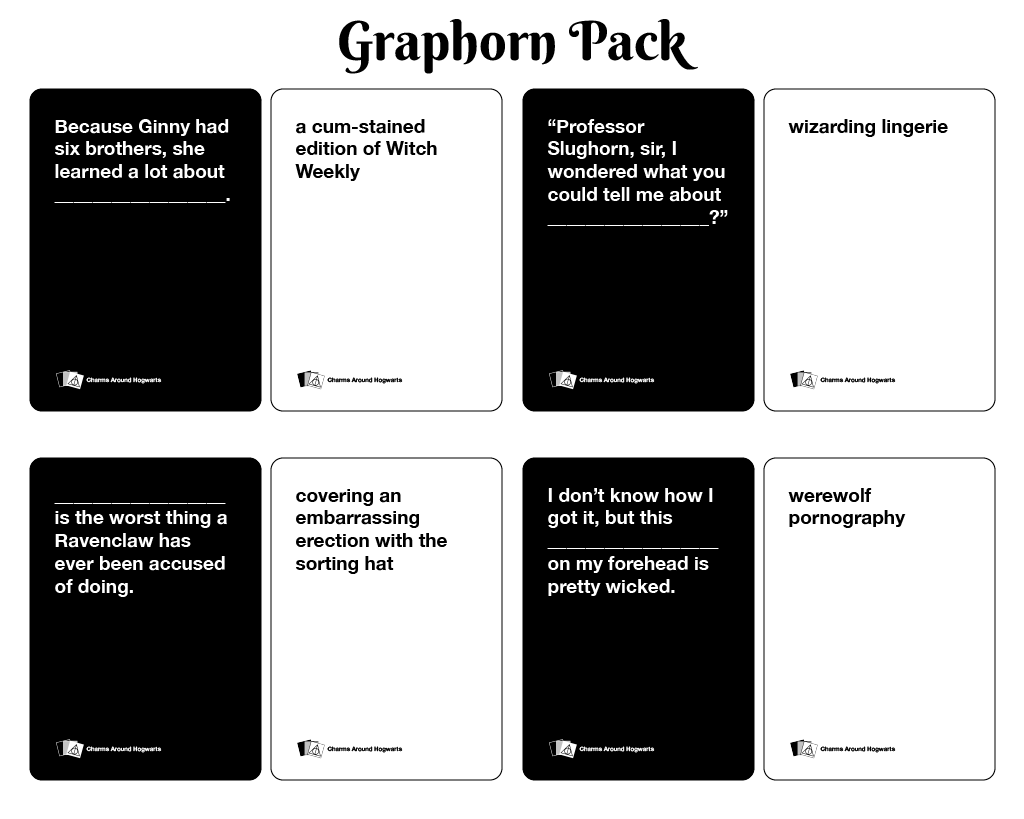 Graphorn Pack
Because Ginny had
six brothers, she
learned a lot about
__________________.
Charms Around Hogwarts
a cum-stained
edition of Witch
Weekly
Charms Around Hogwarts
“Professor
Slughorn, sir, I
wondered what you
could tell me about
_________________?”
Charms Around Hogwarts
wizarding lingerie
Charms Around Hogwarts
__________________
is the worst thing a
Ravenclaw has
ever been accused
of doing.
Charms Around Hogwarts
covering an
embarrassing
erection with the
sorting hat
Charms Around Hogwarts
I don’t know how I
got it, but this
__________________
on my forehead is
pretty wicked.
Charms Around Hogwarts
werewolf
pornography
Charms Around Hogwarts